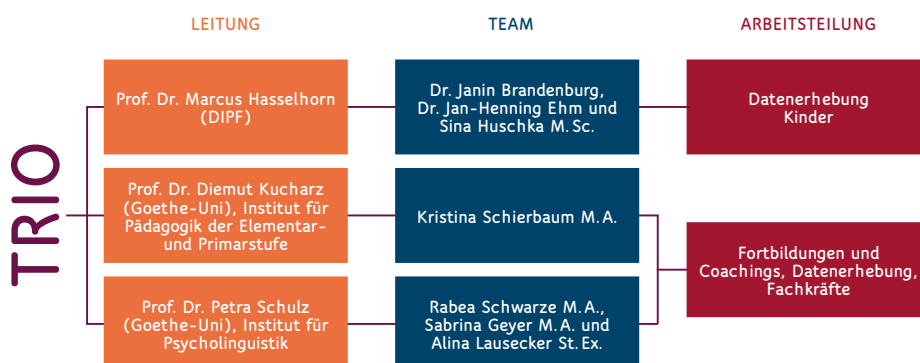 TRIO
LEITUNG
TEAM
ARBEITSTEILUNG
Prof. Dr. Marcus Hasselhorn
(DIPF)
Dr. Janin Brandenburg,
Dr. Jan-Henning Ehm und
Sina Huschka M. Sc.
Datenerhebung
Kinder
Prof. Dr. Diemut Kucharz
(Goethe-Uni), Institut für
Pädagogik der Elementar-
und Primarstufe
Kristina Schierbaum M. A.
Prof. Dr. Petra Schulz
(Goethe-Uni), Institut für
Psycholinguistik
Rabea Schwarze M. A.,
Sabrina Geyer M. A. und
Alina Lausecker St. Ex.
Fortbildungen und
Coachings, Datenerhebung,
Fachkräfte